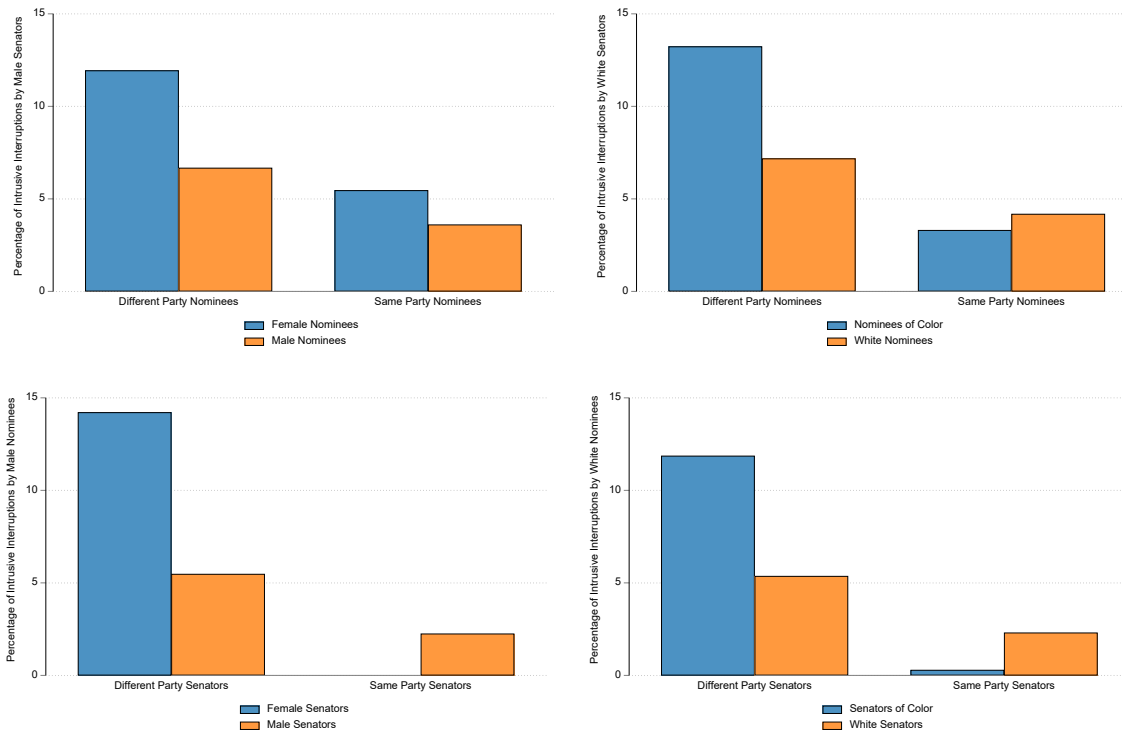 Percentage of Intrusive Interruptions by Male Senators
15
10
5
0
Different Party Nominees
Same Party Nominees
Female Nominees
Male Nominees
Percentage of Intrusive Interruptions by White Senators
15
10
5
0
Different Party Nominees
Same Party Nominees
Nominees of Color
White Nominees
Percentage of Intrusive Interruptions by Male Nominees
15
10
5
0
Different Party Senators
Same Party Senators
Female Senators
Male Senators
Percentage of Intrusive Interruptions by White Nominees
15
10
5
0
Different Party Senators
Same Party Senators
Senators of Color
White Senators